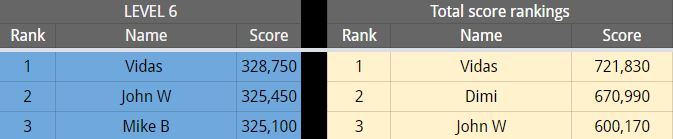 LEVEL 6
Rank Name Score
1 Vidas 328,750
2 John W 325,450
3 Mike B 325,100
Total score rankings
Rank Name Score
1 Vidas 721,830
2 Dimi 670,990
3 John W 600,170